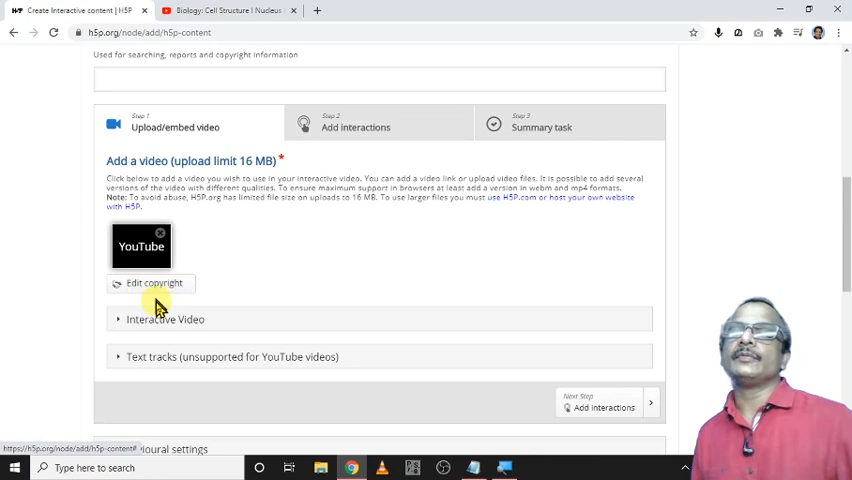 Create Interactive content | H5P
Biology: Cell Structure I Nucleus
h5p.org/node/add/h5p-content
Used for searching, reports and copyright information
Step 1
Upload/embed video
Step 2
Add interactions
Step 3
Summary task
Add a video (upload limit 16 MB) *
Click below to add a video you wish to use in your interactive video. You can add a video link or upload video files. It is possible to add several
versions of the video with different qualities. To ensure maximum support in browsers at least add a version in webm and mp4 formats.
Note: To avoid abuse, H5P.org has limited file size on uploads to 16 MB. To use larger files you must use H5P.com or host your own website
with H5P.
YouTube
Edit copyright
Interactive Video
Text tracks (unsupported for YouTube videos)
Next Step
Add interactions
https://h5p.org/node/add/h5p-content#
ioural settings
Type here to search